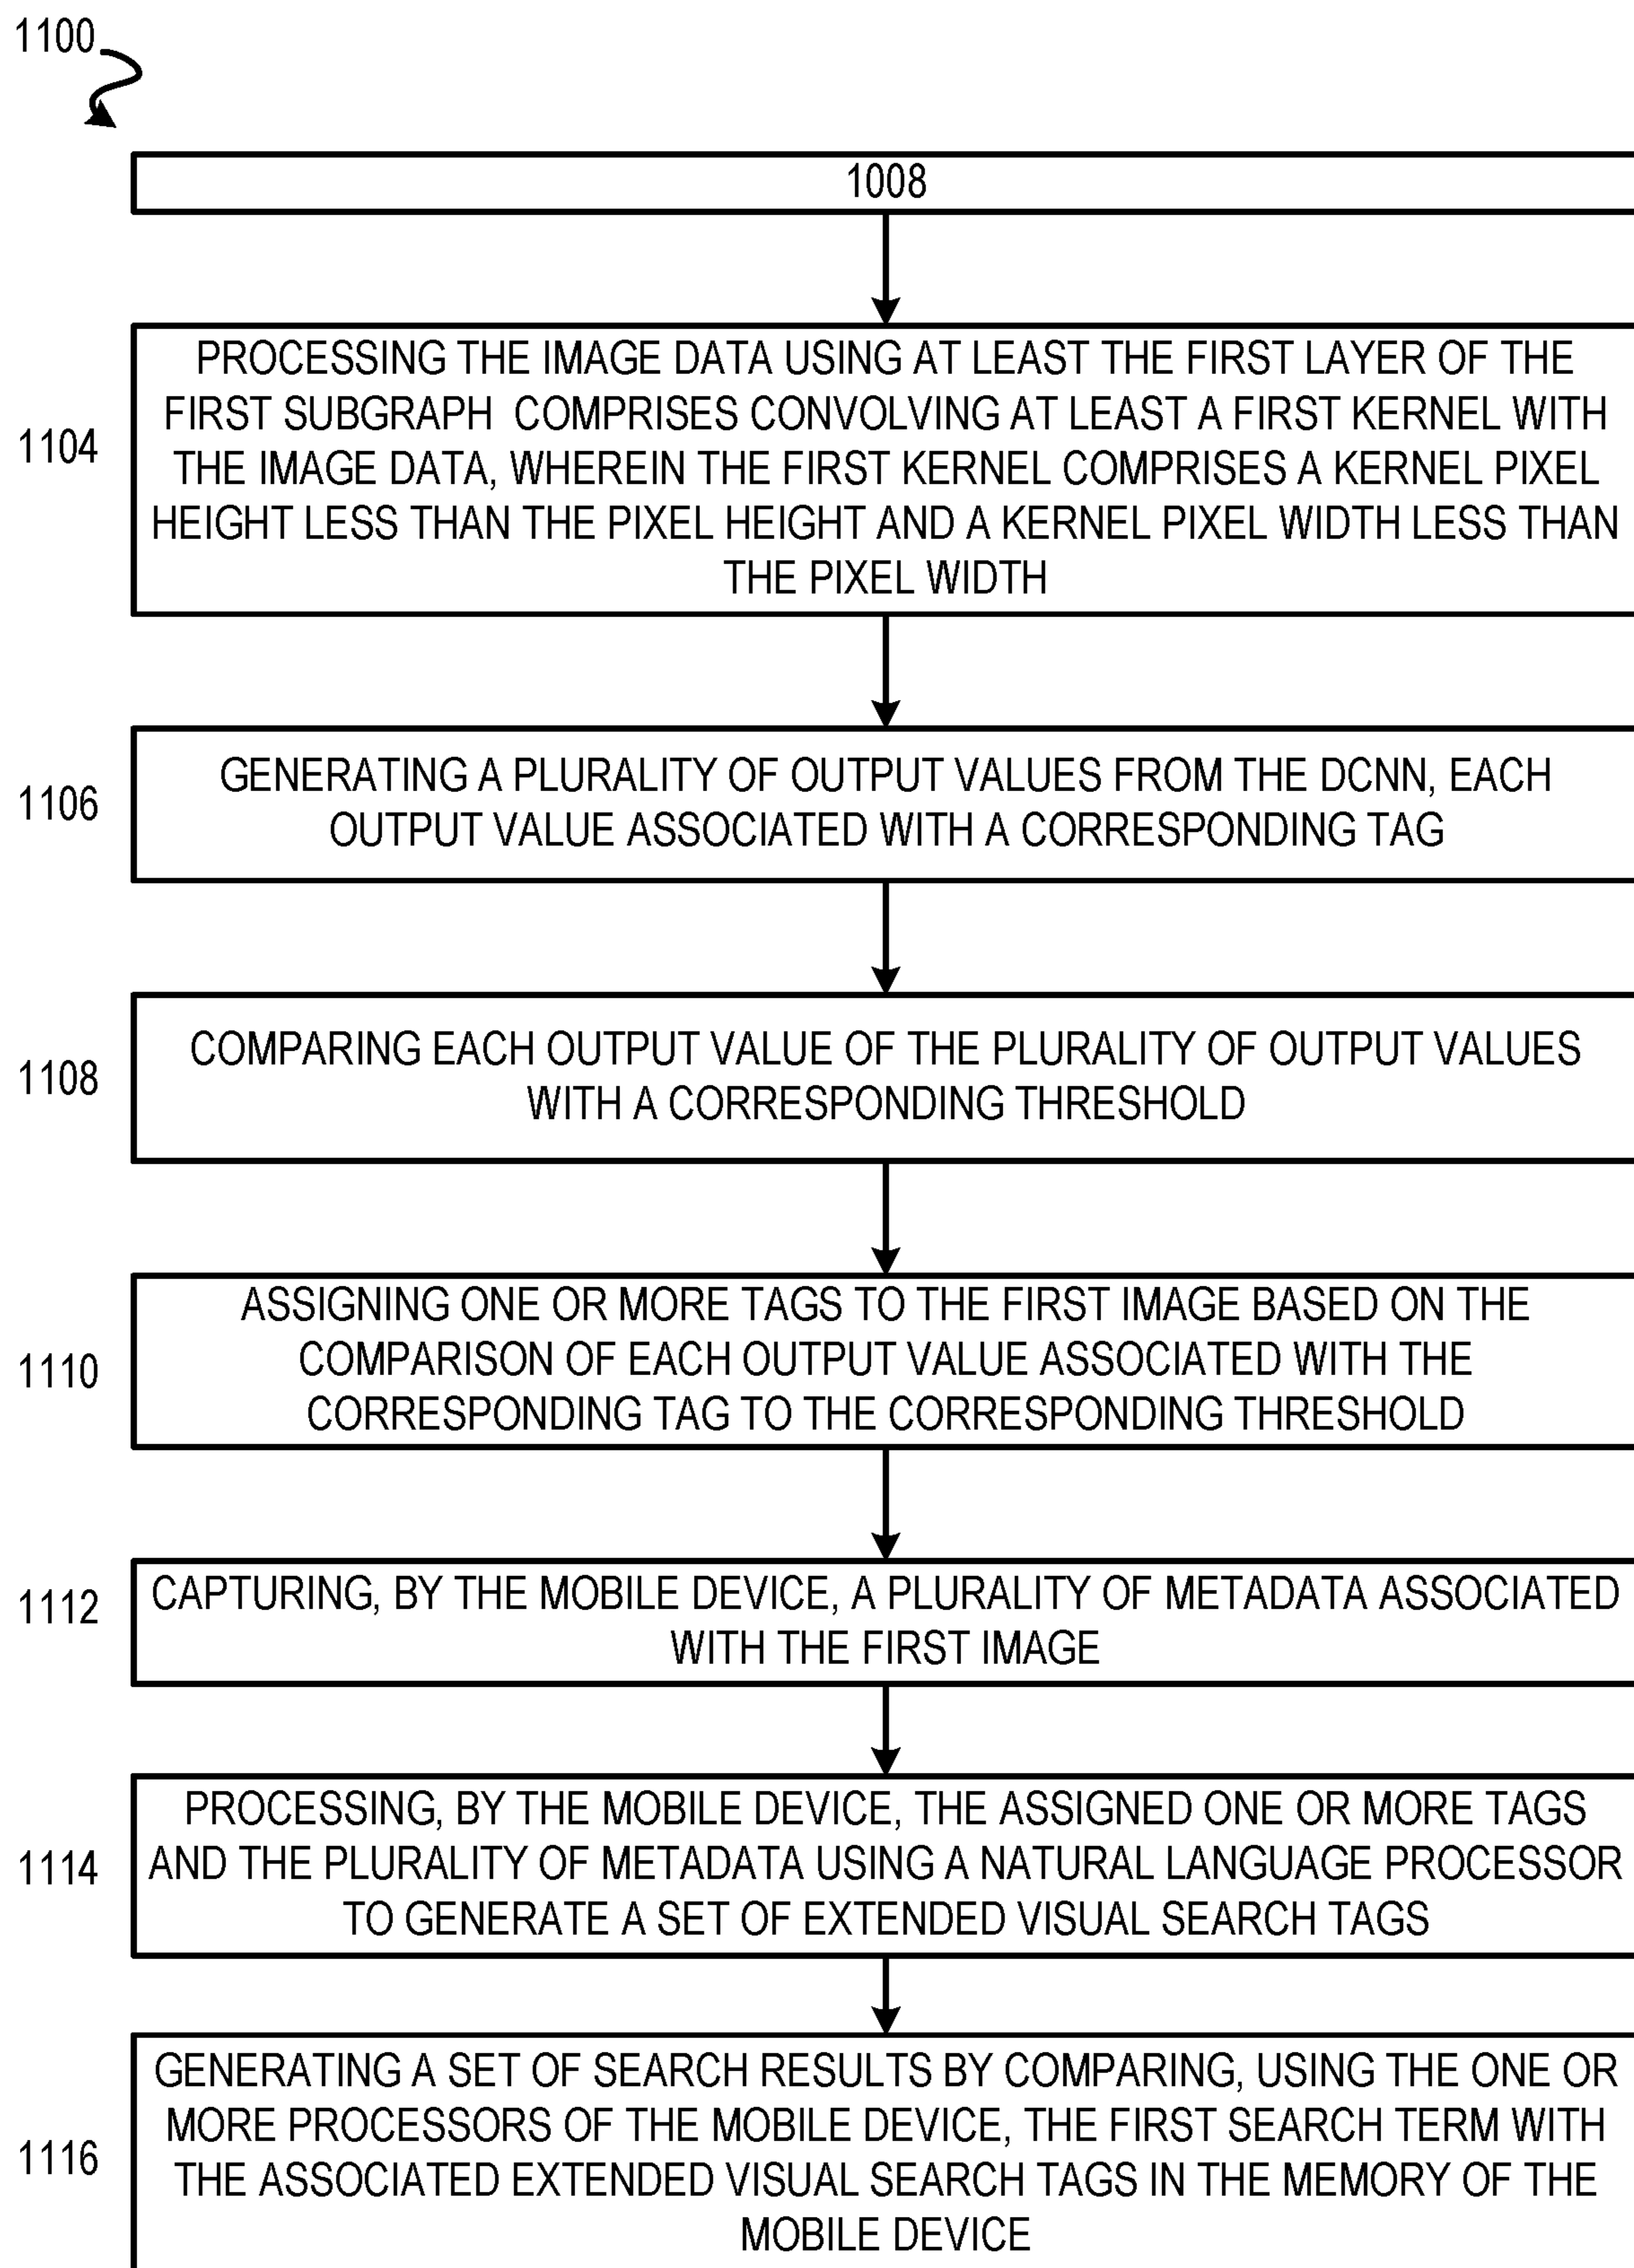 1100
1008
1104
PROCESSING THE IMAGE DATA USING AT LEAST THE FIRST LAYER OF THE
FIRST SUBGRAPH COMPRISES CONVOLVING AT LEAST A FIRST KERNEL WITH
THE IMAGE DATA, WHEREIN THE FIRST KERNEL COMPRISES A KERNEL PIXEL
HEIGHT LESS THAN THE PIXEL HEIGHT AND A KERNEL PIXEL WIDTH LESS THAN
THE PIXEL WIDTH
1106
GENERATING A PLURALITY OF OUTPUT VALUES FROM THE DCNN, EACH
OUTPUT VALUE ASSOCIATED WITH A CORRESPONDING TAG
1108
COMPARING EACH OUTPUT VALUE OF THE PLURALITY OF OUTPUT VALUES
WITH A CORRESPONDING THRESHOLD
1110
ASSIGNING ONE OR MORE TAGS TO THE FIRST IMAGE BASED ON THE
COMPARISON OF EACH OUTPUT VALUE ASSOCIATED WITH THE
CORRESPONDING TAG TO THE CORRESPONDING THRESHOLD
1112
CAPTURING, BY THE MOBILE DEVICE, A PLURALITY OF METADATA ASSOCIATED
WITH THE FIRST IMAGE
1114
PROCESSING, BY THE MOBILE DEVICE, THE ASSIGNED ONE OR MORE TAGS
AND THE PLURALITY OF METADATA USING A NATURAL LANGUAGE PROCESSOR
TO GENERATE A SET OF EXTENDED VISUAL SEARCH TAGS
1116
GENERATING A SET OF SEARCH RESULTS BY COMPARING, USING THE ONE OR
MORE PROCESSORS OF THE MOBILE DEVICE, THE FIRST SEARCH TERM WITH
THE ASSOCIATED EXTENDED VISUAL SEARCH TAGS IN THE MEMORY OF THE
MOBILE DEVICE